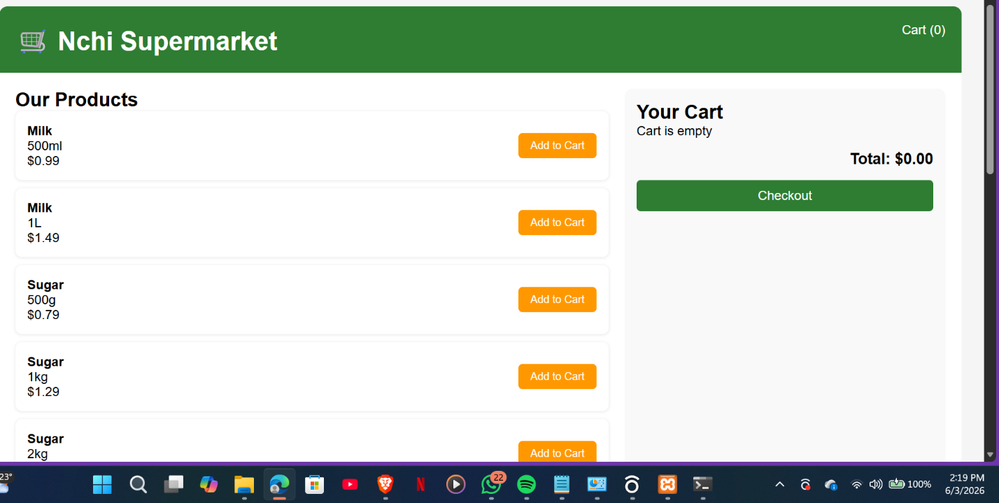 Nchi Supermarket
Cart (0)
Our Products
Milk
500ml
$0.99
Add to Cart
Milk
1L
$1.49
Add to Cart
Sugar
500g
$0.79
Add to Cart
Sugar
1kg
$1.29
Add to Cart
Sugar
2kg
Add to Cart
Your Cart
Cart is empty
Total: $0.00
Checkout
23°
22
100%
2:19 PM
6/3/2026